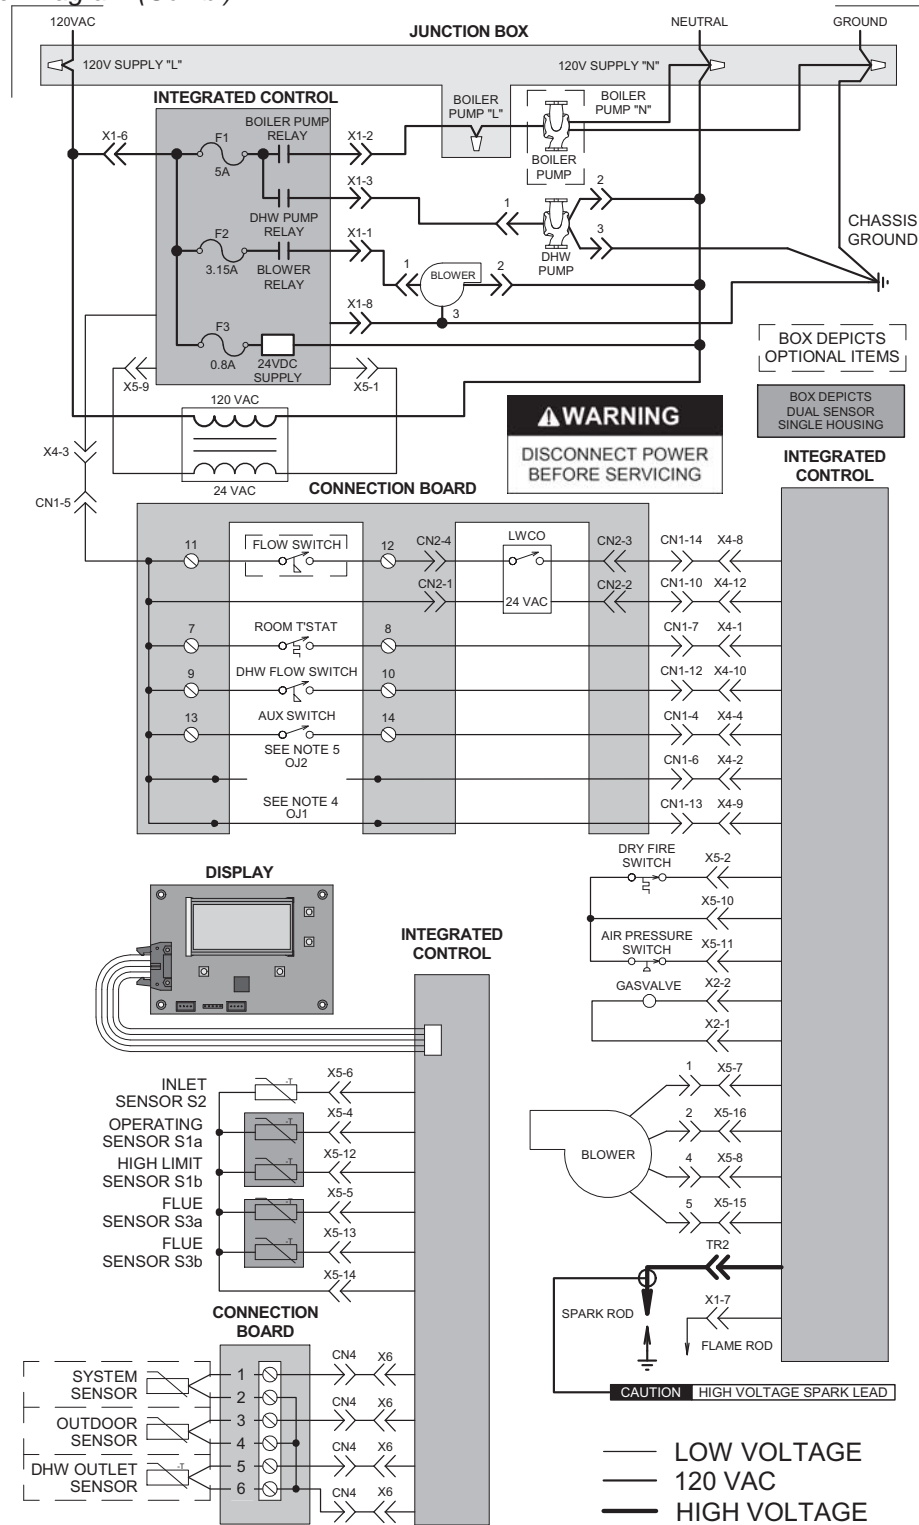 120VAC
NEUTRAL
GROUND
JUNCTION BOX
120V SUPPLY "L"
120V SUPPLY "N"
INTEGRATED CONTROL
BOILER
PUMP "L"
BOILER
PUMP "N"
X1-6
F1
5A
BOILER PUMP
RELAY
X1-2
BOILER
PUMP
X1-3
DHW PUMP
RELAY
1
2
3
DHW
PUMP
CHASSIS
GROUND
F2
3.15A
BLOWER
RELAY
X1-1
1
BLOWER
2
3
X1-8
F3
0.8A
24VDC
SUPPLY
X5-9
X5-1
BOX DEPICTS
OPTIONAL ITEMS
BOX DEPICTS
DUAL SENSOR
SINGLE HOUSING
120 VAC
24 VAC
WARNING
DISCONNECT POWER
BEFORE SERVICING
X4-3
CN1-5
CONNECTION BOARD
INTEGRATED
CONTROL
11
FLOW SWITCH
12
CN2-4
LWCO
CN2-3
CN1-14
X4-8
CN2-1
24 VAC
CN2-2
CN1-10
X4-12
7
ROOM T'STAT
8
CN1-7
X4-1
9
DHW FLOW SWITCH
10
CN1-12
X4-10
13
AUX SWITCH
14
CN1-4
X4-4
SEE NOTE 5
OJ2
CN1-6
X4-2
SEE NOTE 4
OJ1
CN1-13
X4-9
DRY FIRE
SWITCH
X5-2
X5-10
AIR PRESSURE
SWITCH
X5-11
GASVALVE
X2-2
X2-1
DISPLAY
INTEGRATED
CONTROL
1
X5-7
2
X5-16
BLOWER
4
X5-8
5
X5-15
TR2
SPARK ROD
X1-7
FLAME ROD
CAUTION
HIGH VOLTAGE SPARK LEAD
INLET
SENSOR S2
-T
X5-6
OPERATING
SENSOR S1a
-T
X5-4
HIGH LIMIT
SENSOR S1b
-T
X5-12
FLUE
SENSOR S3a
-T
X5-5
FLUE
SENSOR S3b
-T
X5-13
X5-14
CONNECTION
BOARD
SYSTEM
SENSOR
1
2
CN4
X6
OUTDOOR
SENSOR
3
4
CN4
X6
DHW OUTLET
SENSOR
-T
5
6
CN4
X6
CN4
X6
LOW VOLTAGE
120 VAC
HIGH VOLTAGE